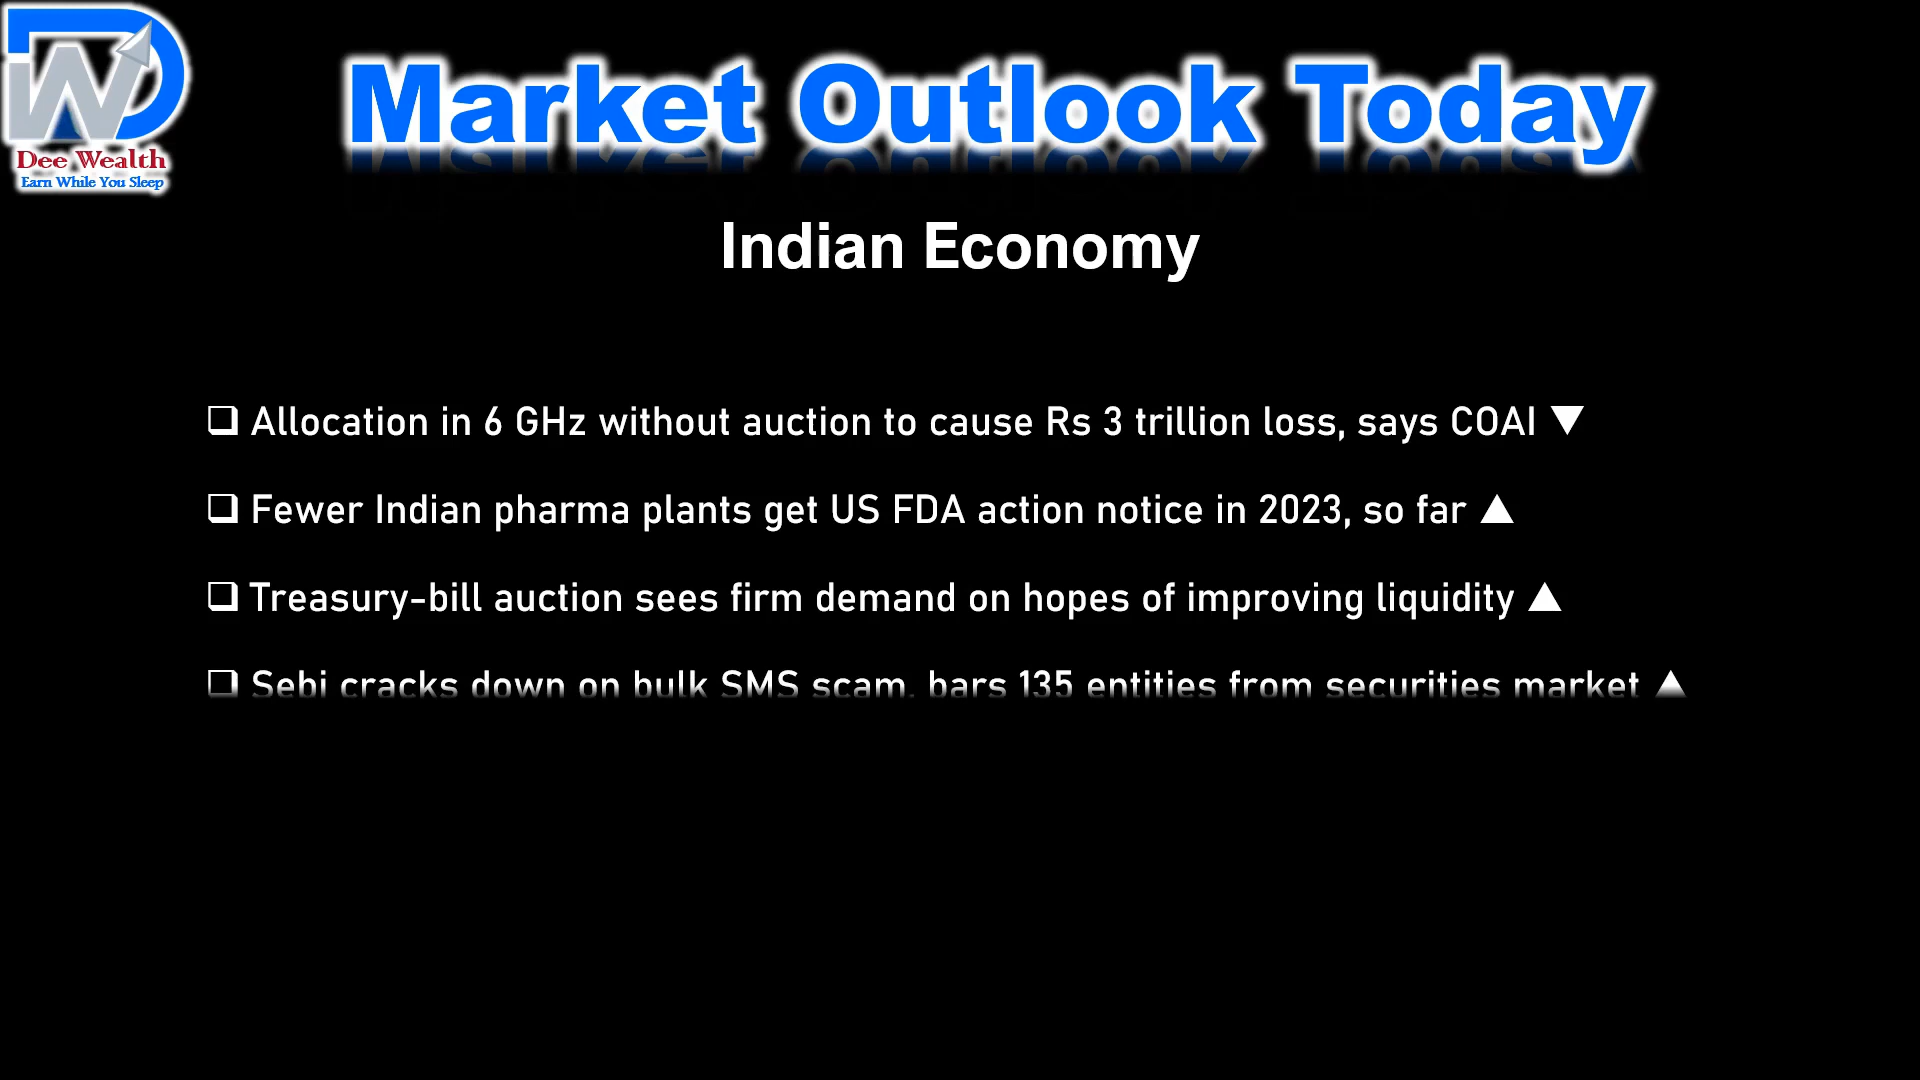 Dee Wealth
Earn While You Sleep
Market Outlook Today
Indian Economy
❑ Allocation in 6 GHz without auction to cause Rs 3 trillion loss, says COAI ▼
❑ Fewer Indian pharma plants get US FDA action notice in 2023, so far ▲
❑ Treasury-bill auction sees firm demand on hopes of improving liquidity ▲
❑ Sebi cracks down on bulk SMS scam, bars 135 entities from securities market ▲